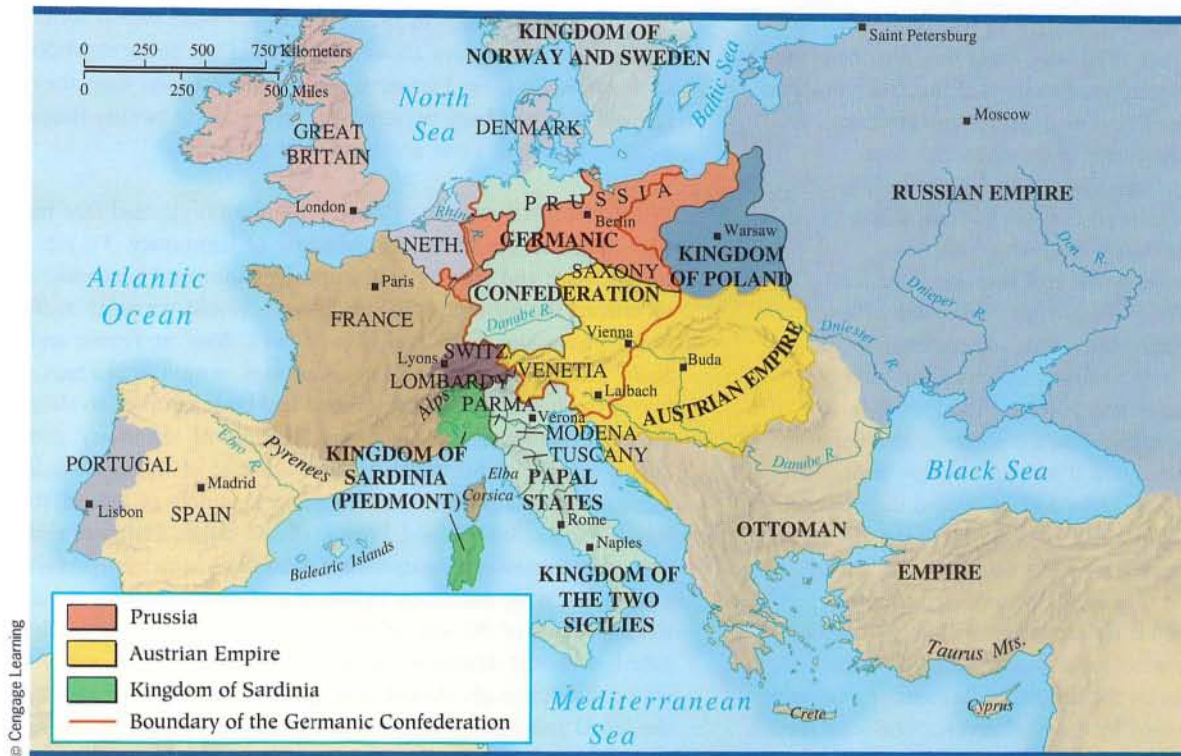 0 250 500 750 Kilometers
0 250 500 Miles
KINGDOM OF
NORWAY AND SWEDEN
Saint Petersburg
Moscow
North
Sea
Baltic Sea
DENMARK
GREAT
BRITAIN
London
RUSSIAN EMPIRE
PRUSSIA
Berlin
Rhine R.
NETH.
GERMANIC
CONFEDERATION
SAXONY
Warsaw
KINGDOM
OF POLAND
Don R.
Dnieper R.
Dniester R.
Atlantic
Ocean
Paris
FRANCE
Danube R.
Vienna
Buda
AUSTRIAN EMPIRE
Lyons
SWITZ.
LOMBARDY
VENETIA
Laibach
Alps
PARMA
Verona
MODENA
TUSCANY
PORTUGAL
Lisbon
Ebro R.
Pyrenees
Madrid
SPAIN
KINGDOM OF
SARDINIA
(PIEDMONT)
Elba
Corsica
PAPAL
STATES
Rome
Naples
Danube R.
Black Sea
OTTOMAN
EMPIRE
Balearic Islands
KINGDOM OF
THE TWO
SICILIES
Taurus Mts.
Mediterranean
Sea
Crete
Cyprus
Prussia
Austrian Empire
Kingdom of Sardinia
Boundary of the Germanic Confederation
© Cengage Learning